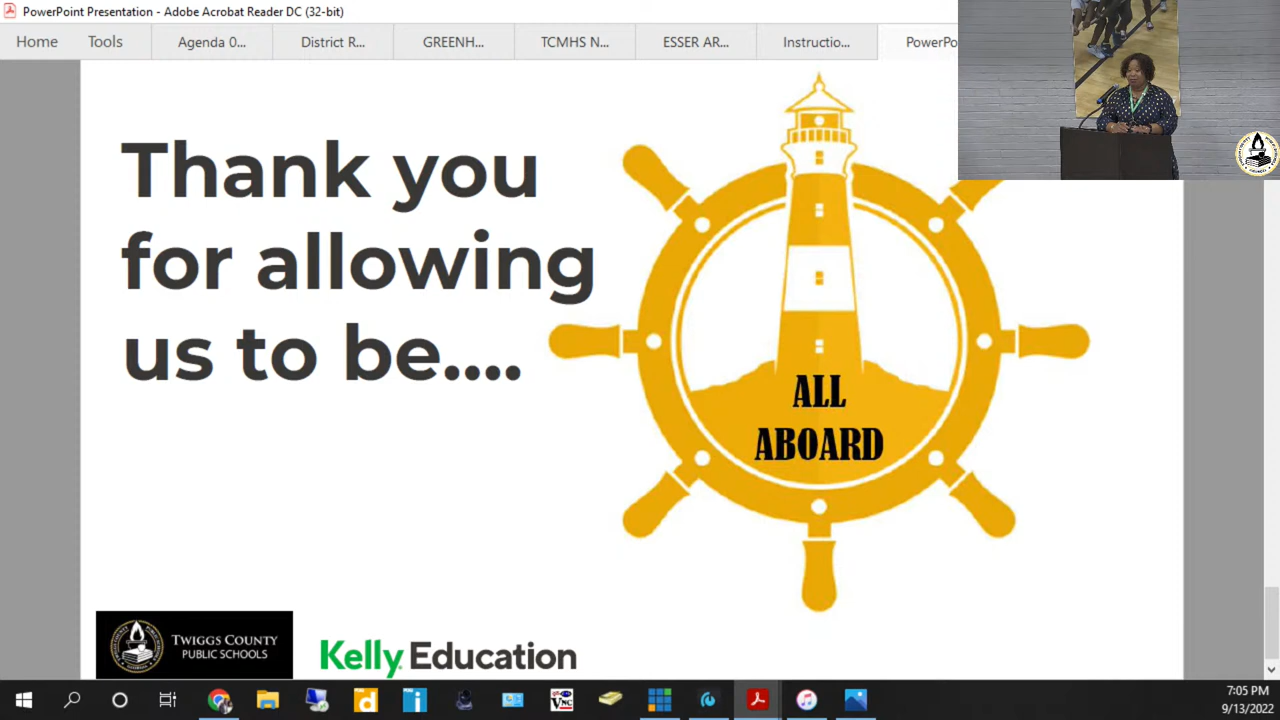 PowerPoint Presentation - Adobe Acrobat Reader DC (32-bit)
Home Tools Agenda 0... District R... GREENH... TCMHS N... ESSER AR... Instructio... PowerPo
Thank you
for allowing
us to be....
ALL
ABOARD
TWIGGS COUNTY
PUBLIC SCHOOLS
Kelly Education
7:05 PM
9/13/2022